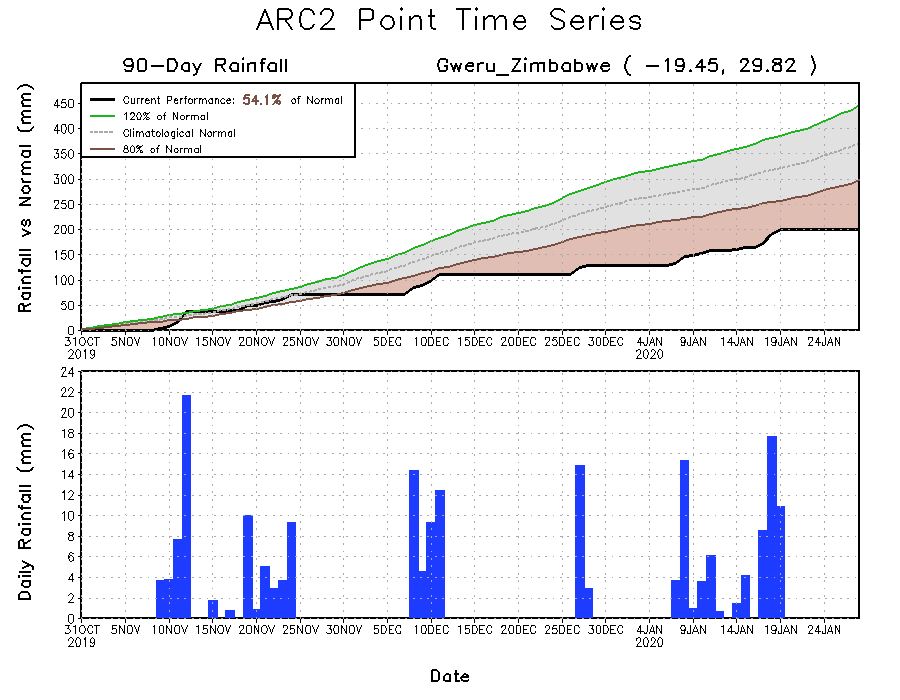 ARC2 Point Time Series
90-Day Rainfall
Gweru_Zimbabwe ( -19.45, 29.82 )
Current Performance: 54.1% of Normal
120% of Normal
Climatological Normal
80% of Normal
Rainfall vs Normal (mm)
450
400
350
300
250
200
150
100
50
0
31OCT 5NOV 10NOV 15NOV 20NOV 25NOV 30NOV 5DEC 10DEC 15DEC 20DEC 25DEC 30DEC 4JAN 9JAN 14JAN 19JAN 24JAN
2019 2020
Daily Rainfall (mm)
24
22
20
18
16
14
12
10
8
6
4
2
0
31OCT 5NOV 10NOV 15NOV 20NOV 25NOV 30NOV 5DEC 10DEC 15DEC 20DEC 25DEC 30DEC 4JAN 9JAN 14JAN 19JAN 24JAN
2019 2020
Date